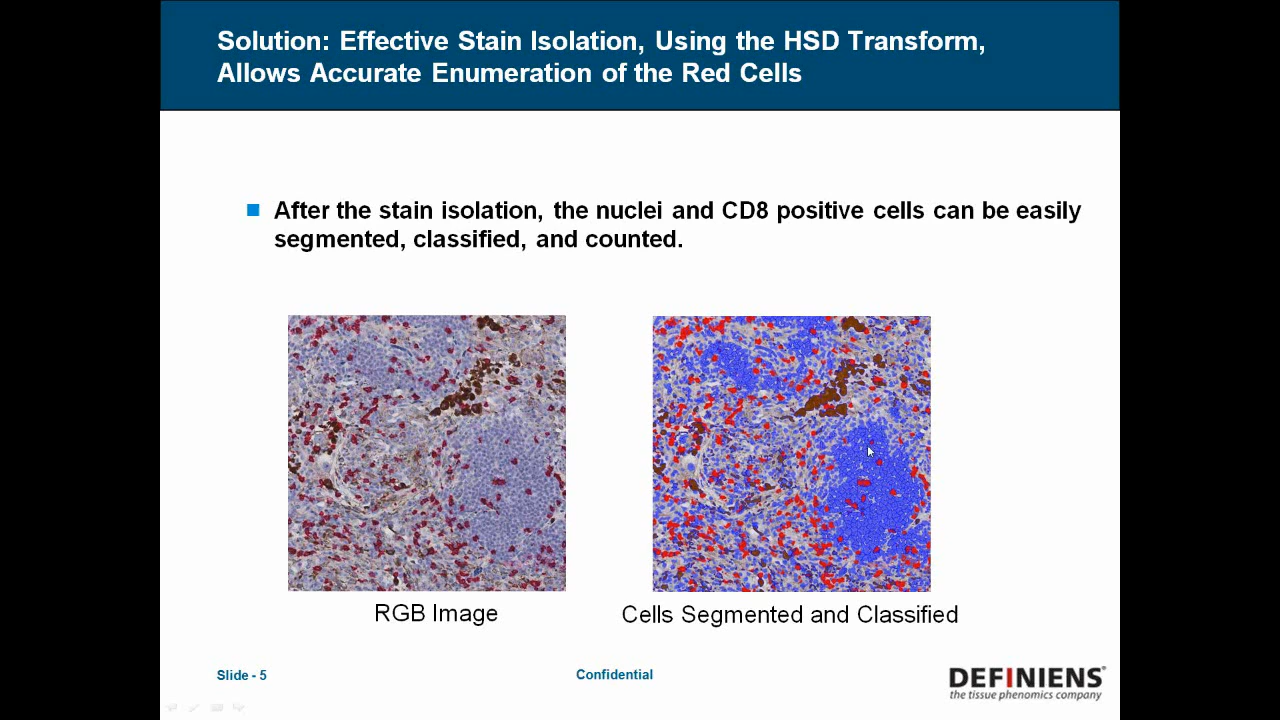 Solution: Effective Stain Isolation, Using the HSD Transform,
Allows Accurate Enumeration of the Red Cells
After the stain isolation, the nuclei and CD8 positive cells can be easily
segmented, classified, and counted.
RGB Image
Cells Segmented and Classified
Slide - 5
Confidential
DEFINIENS
the tissue phenomics company